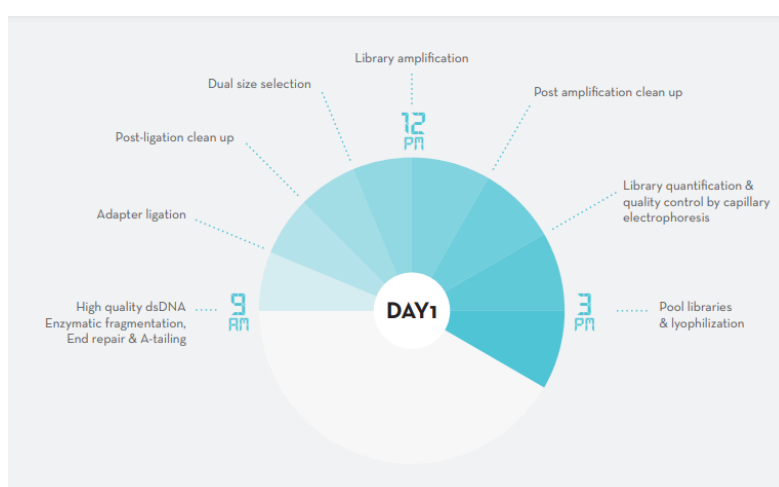 Library amplification
Dual size selection
Post amplification clean up
12
PM
Post-ligation clean up
Library quantification &
quality control by capillary
electrophoresis
Adapter ligation
High quality dsDNA
Enzymatic fragmentation,
End repair & A-tailing
9
AM
DAY1
3
PM
Pool libraries
& lyophilization